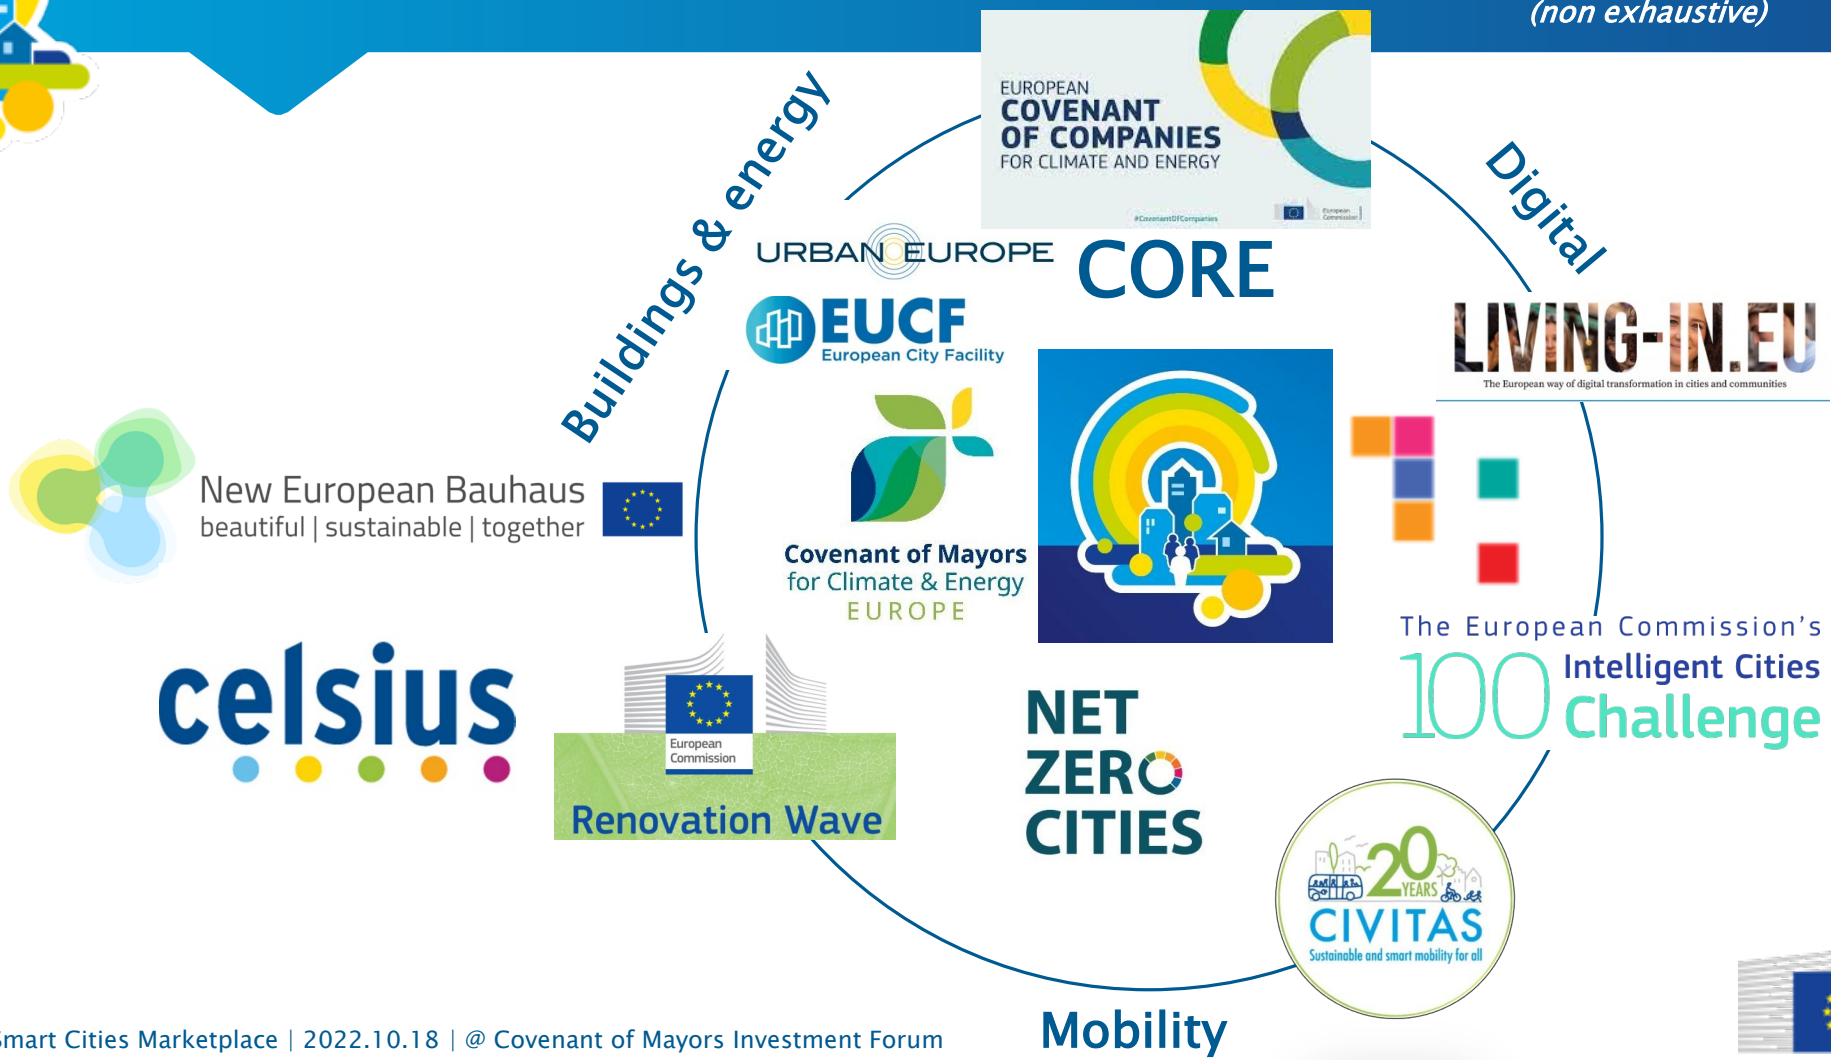 (non exhaustive)
EUROPEAN
COVENANT
OF COMPANIES
FOR CLIMATE AND ENERGY
#CovenantOfCompanies
European
Commission
Buildings & energy
Digital
URBAN EUROPE
CORE
EUCF
European City Facility
LIVING-IN.EU
The European way of digital transformation in cities and communities
New European Bauhaus
beautiful | sustainable | together
Covenant of Mayors
for Climate & Energy
EUROPE
The European Commission's
100 Intelligent Cities
Challenge
celsius
European
Commission
Renovation Wave
NET
ZERO
CITIES
20
YEARS
CIVITAS
Sustainable and smart mobility for all
Mobility
Smart Cities Marketplace | 2022.10.18 | @ Covenant of Mayors Investment Forum